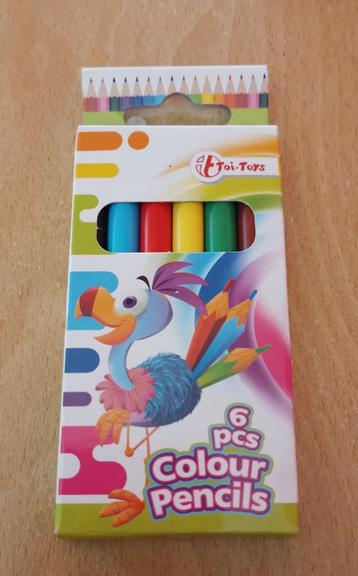 Toi-Toys
6
pcs
Colour
Pencils